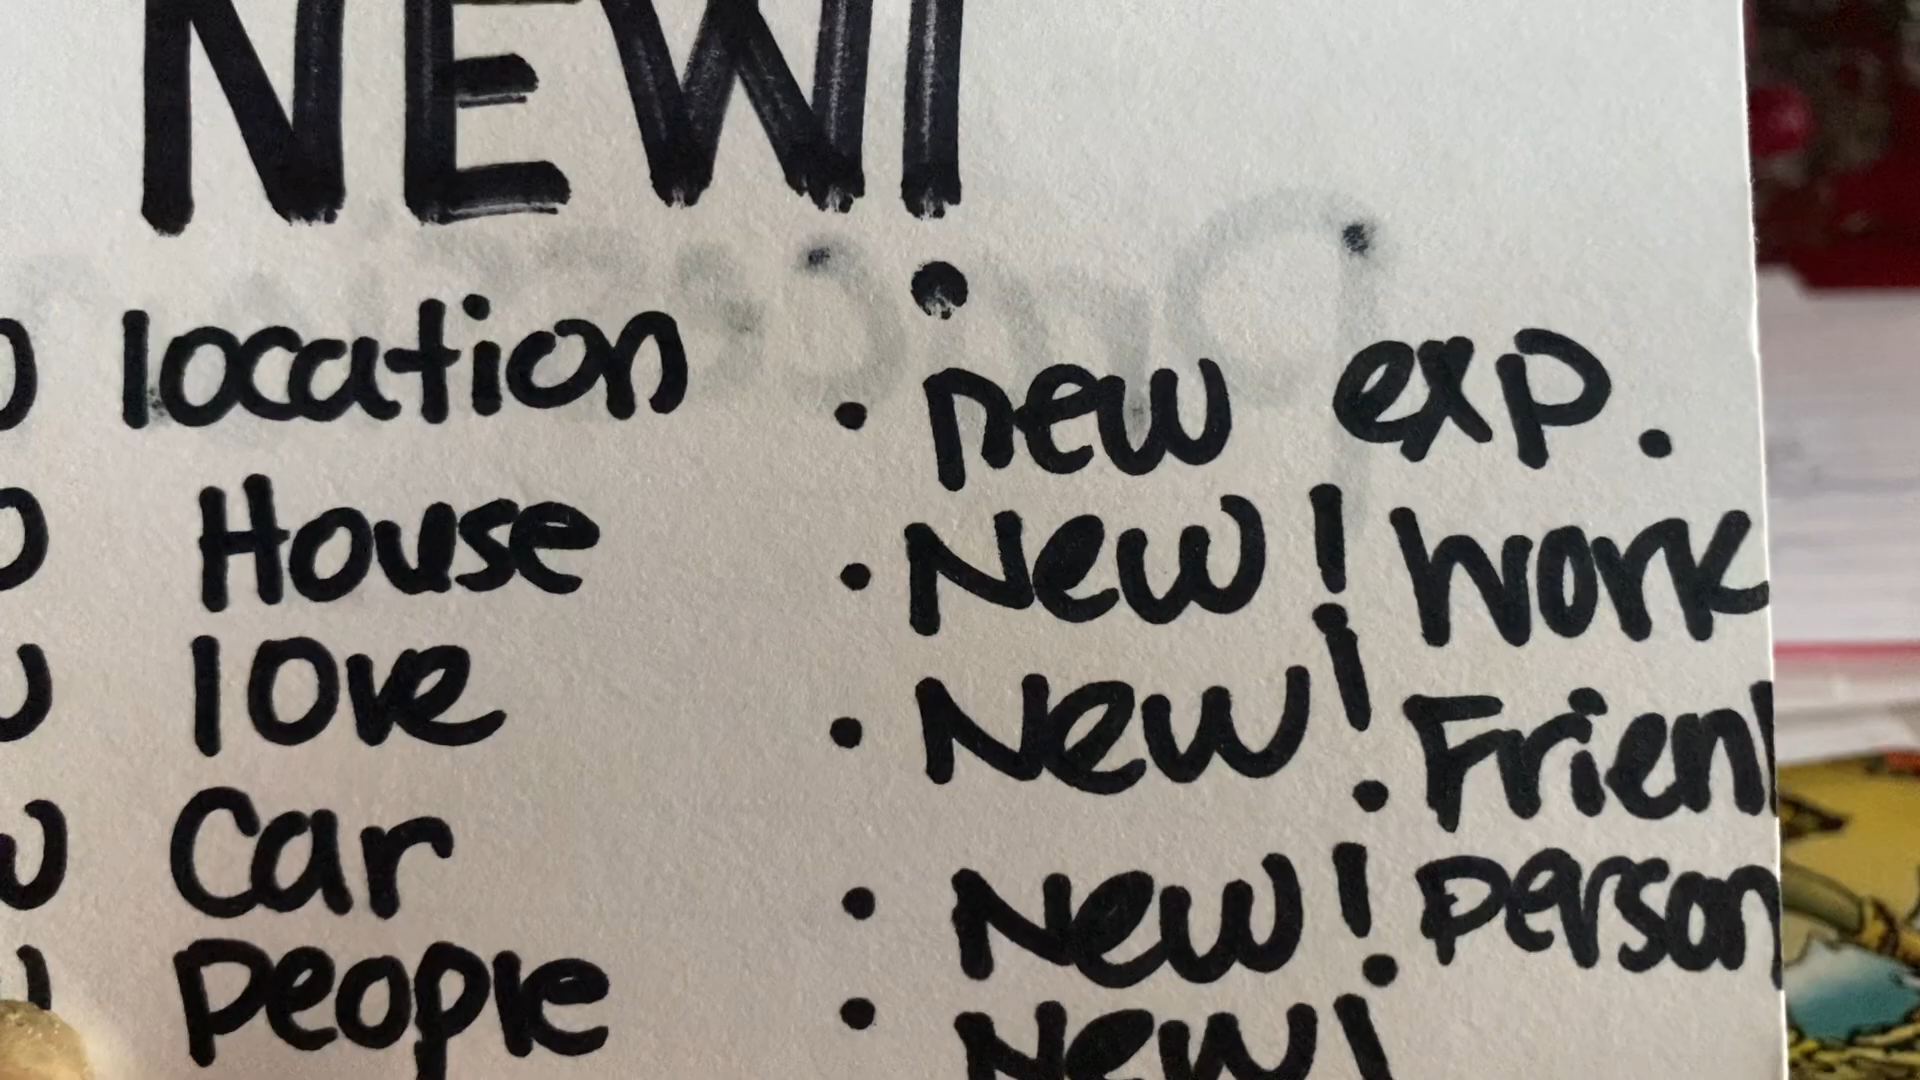 NEW!
location
House
love
Car
People
· new exp.
· New! Work
· New! Frien
· New! Person
· New!